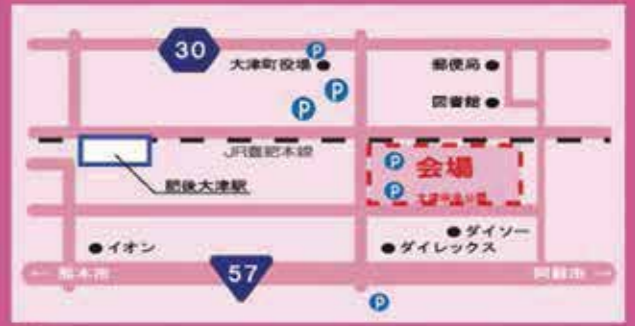 30
P
大津町役場
郵便局
P
P
図書館
JR豊肥本線
P
会場
肥後大津駅
P
ダイソー
イオン
ダイレックス
← 熊本市
57
阿蘇市 →
P